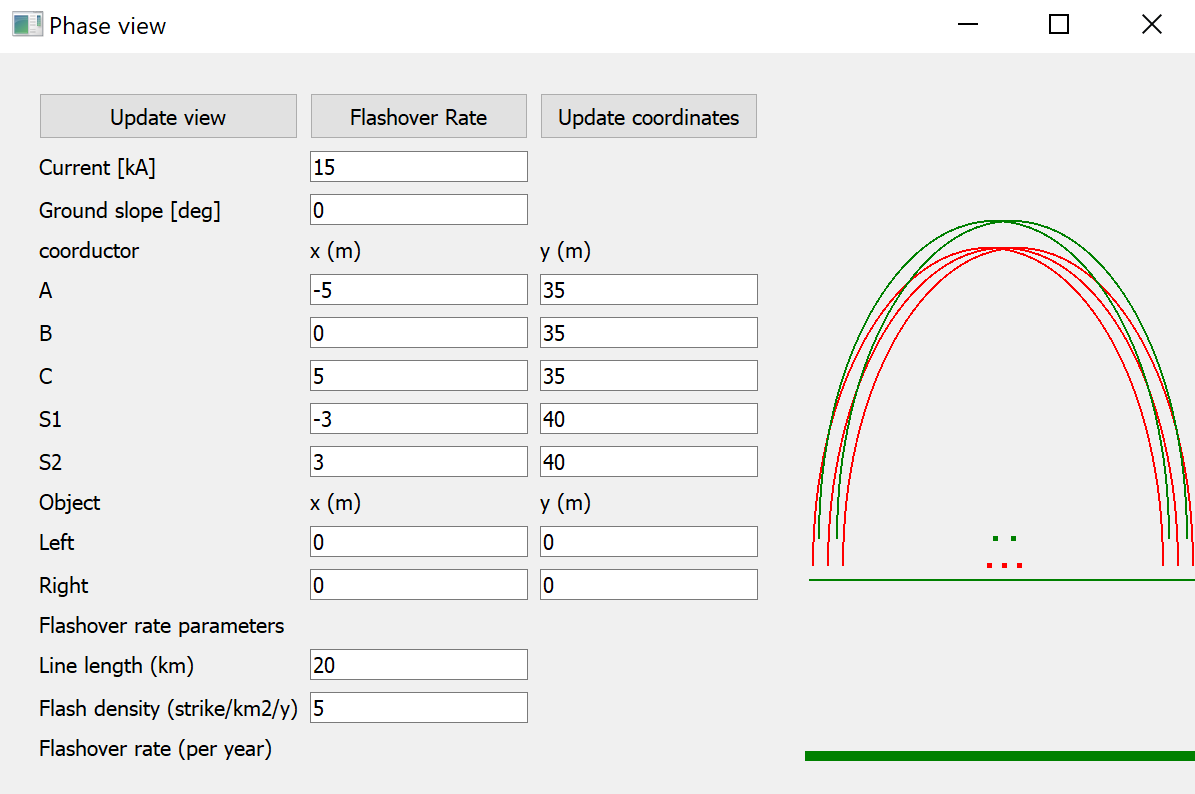 Phase view
Update view Flashover Rate Update coordinates
Current [kA] 15
Ground slope [deg] 0
coorductor x (m) y (m)
A -5 35
B 0 35
C 5 35
S1 -3 40
S2 3 40
Object x (m) y (m)
Left 0 0
Right 0 0
Flashover rate parameters
Line length (km) 20
Flash density (strike/km2/y) 5
Flashover rate (per year)